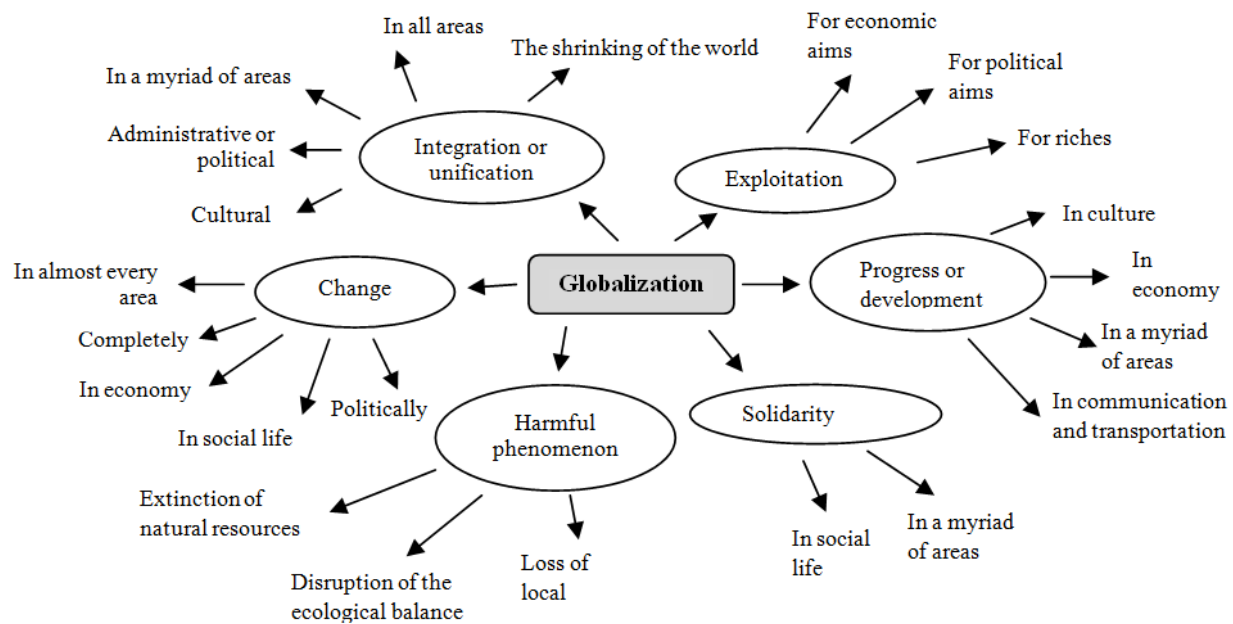 In all areas
The shrinking of the world
In a myriad of areas
Administrative or
political
Cultural
Integration or
unification
For economic
aims
For political
aims
For riches
Exploitation
Globalization
In culture
In
economy
In a myriad
of areas
In communication
and transportation
Progress or
development
In almost every
area
Completely
In economy
In social life
Politically
Change
Harmful
phenomenon
Extinction of
natural resources
Disruption of the
ecological balance
Loss of
local
Solidarity
In social
life
In a myriad
of areas